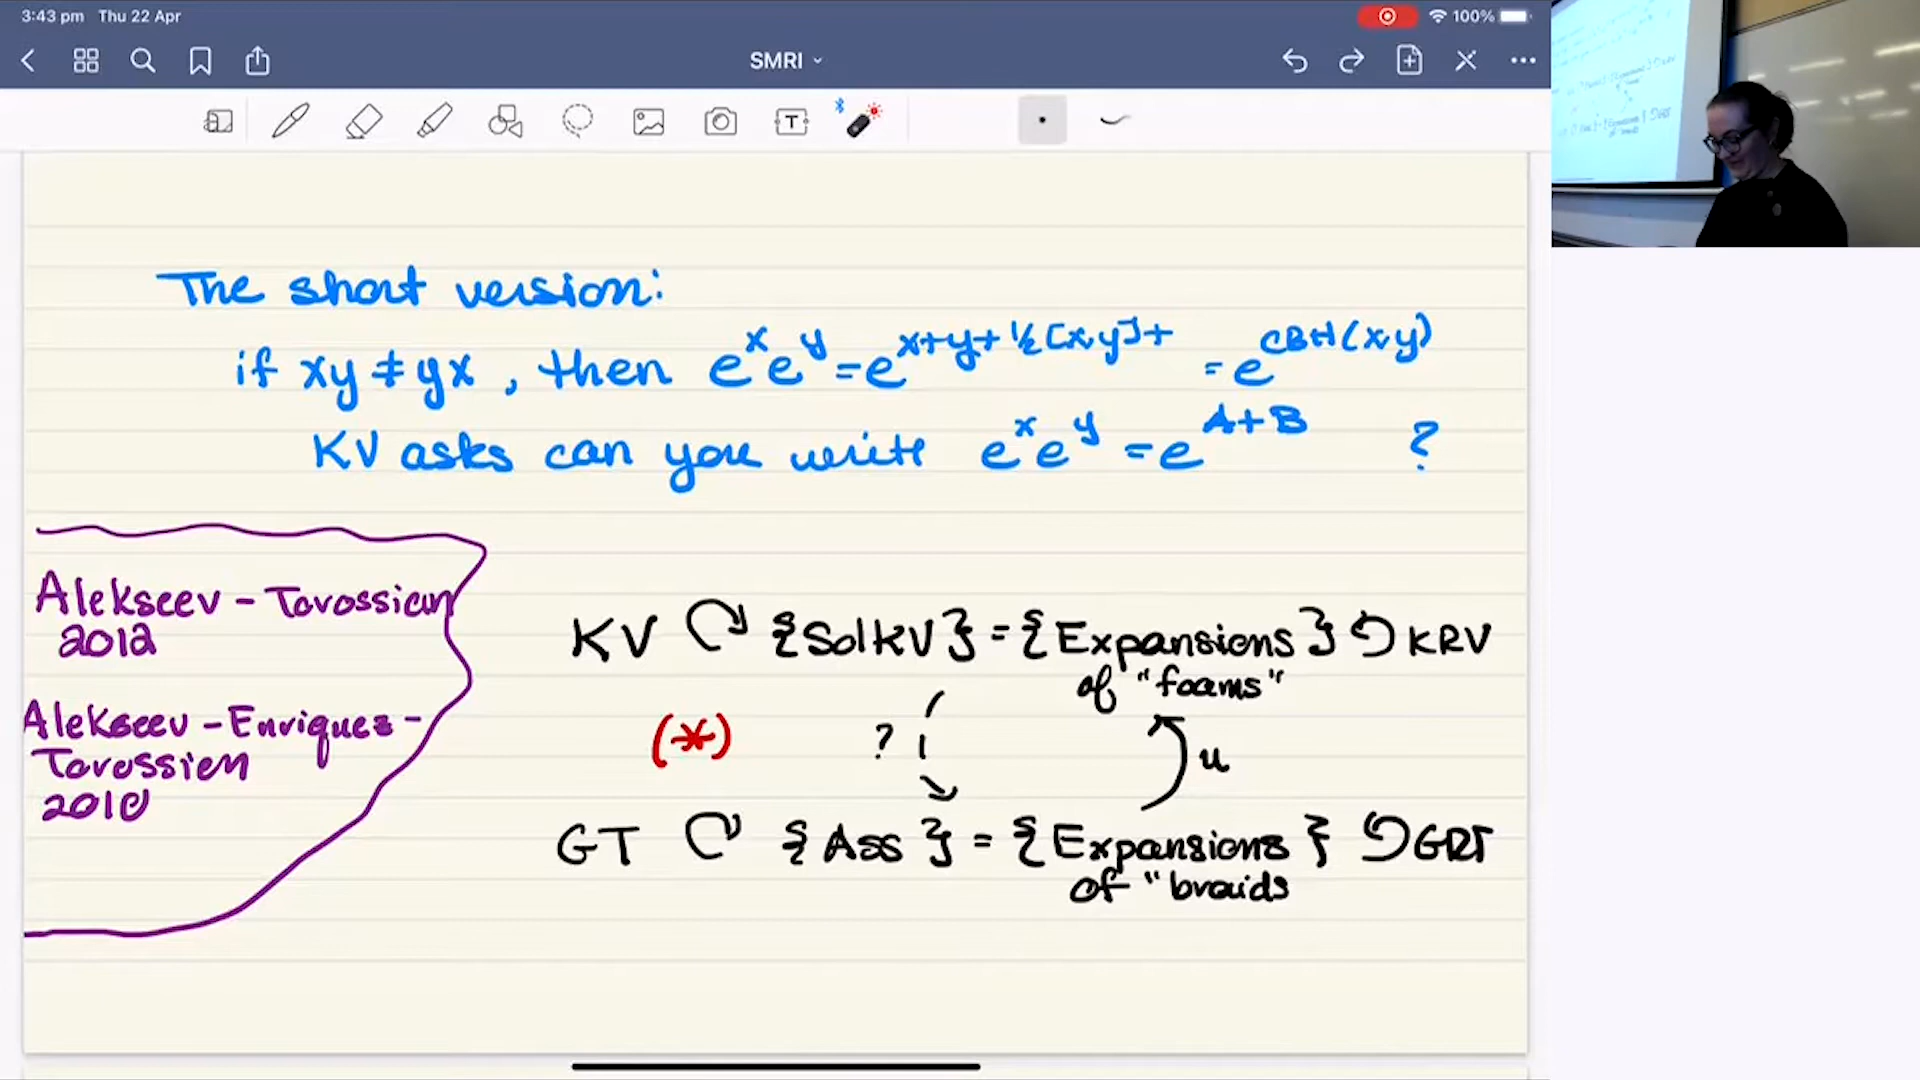 3:43 pm Thu 22 Apr
100%
SMRI
The short version:
if xy ≠ yx, then e^x e^y = e^{x+y+½[x,y]+} = e^{CBH(x,y)}
KV asks can you write e^x e^y = e^{A+B} ?
Alekseev - Torossian
2012
Alekseev - Enriquez -
Torossien
2010
KV ↻ {SolKV} = {Expansions} ↺ KRV
of "foams"
(*) ? u
GT ↻ {Ass} = {Expansions} ↺ GRT
of "braids